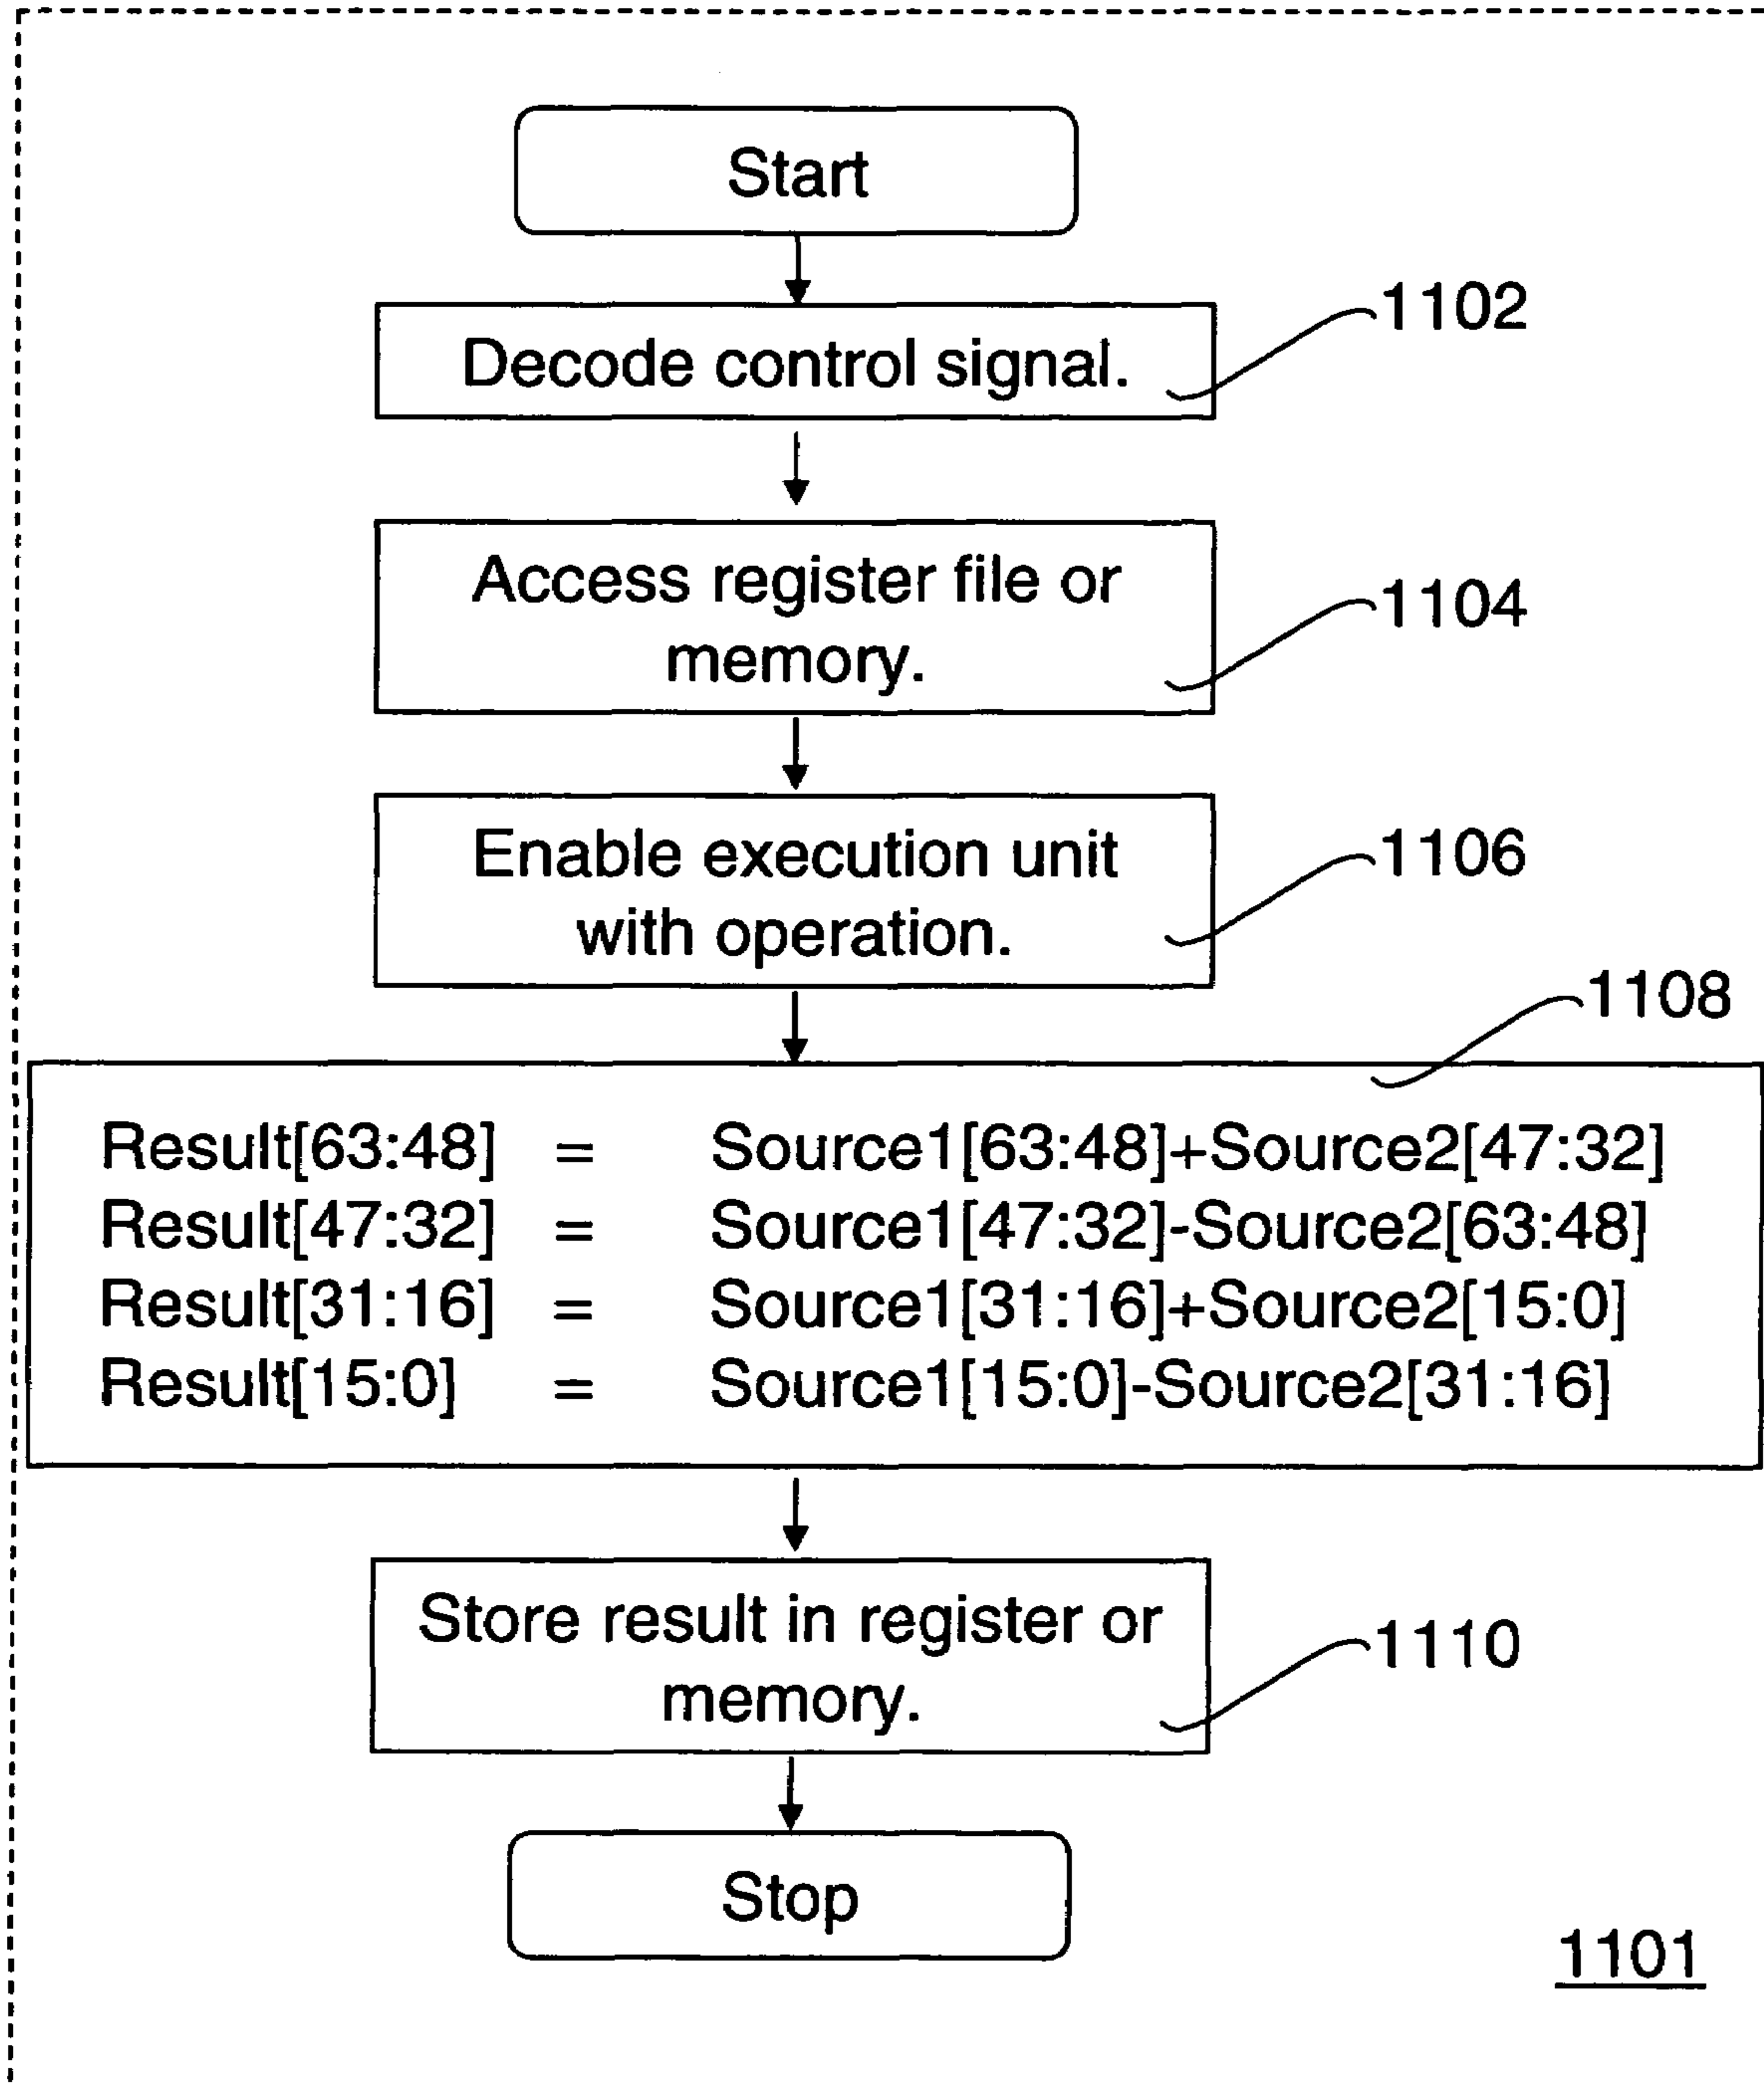 Start
Decode control signal.
1102
Access register file or
memory.
1104
Enable execution unit
with operation.
1106
1108
Result[63:48] = Source1[63:48]+Source2[47:32]
Result[47:32] = Source1[47:32]-Source2[63:48]
Result[31:16] = Source1[31:16]+Source2[15:0]
Result[15:0] = Source1[15:0]-Source2[31:16]
Store result in register or
memory.
1110
Stop
1101